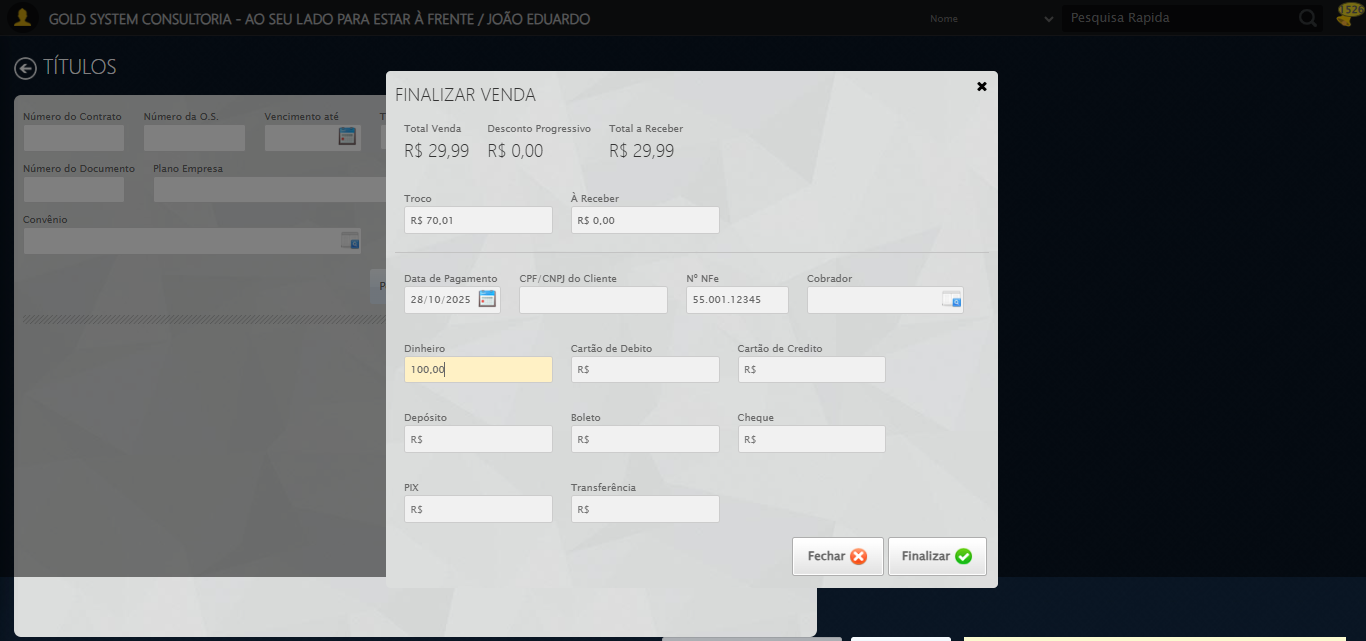 GOLD SYSTEM CONSULTORIA - AO SEU LADO PARA ESTAR À FRENTE / JOÃO EDUARDO
Nome
Pesquisa Rapida
1526
TÍTULOS
Número do Contrato Número da O.S. Vencimento até T
Número do Documento Plano Empresa
Convênio
P
FINALIZAR VENDA
Total Venda Desconto Progressivo Total a Receber
R$ 29,99 R$ 0,00 R$ 29,99
Troco À Receber
R$ 70,01 R$ 0,00
Data de Pagamento CPF/CNPJ do Cliente Nº NFe Cobrador
28/10/2025 55.001.12345
Dinheiro Cartão de Debito Cartão de Credito
100,00 R$ R$
Depósito Boleto Cheque
R$ R$ R$
PIX Transferência
R$ R$
Fechar Finalizar